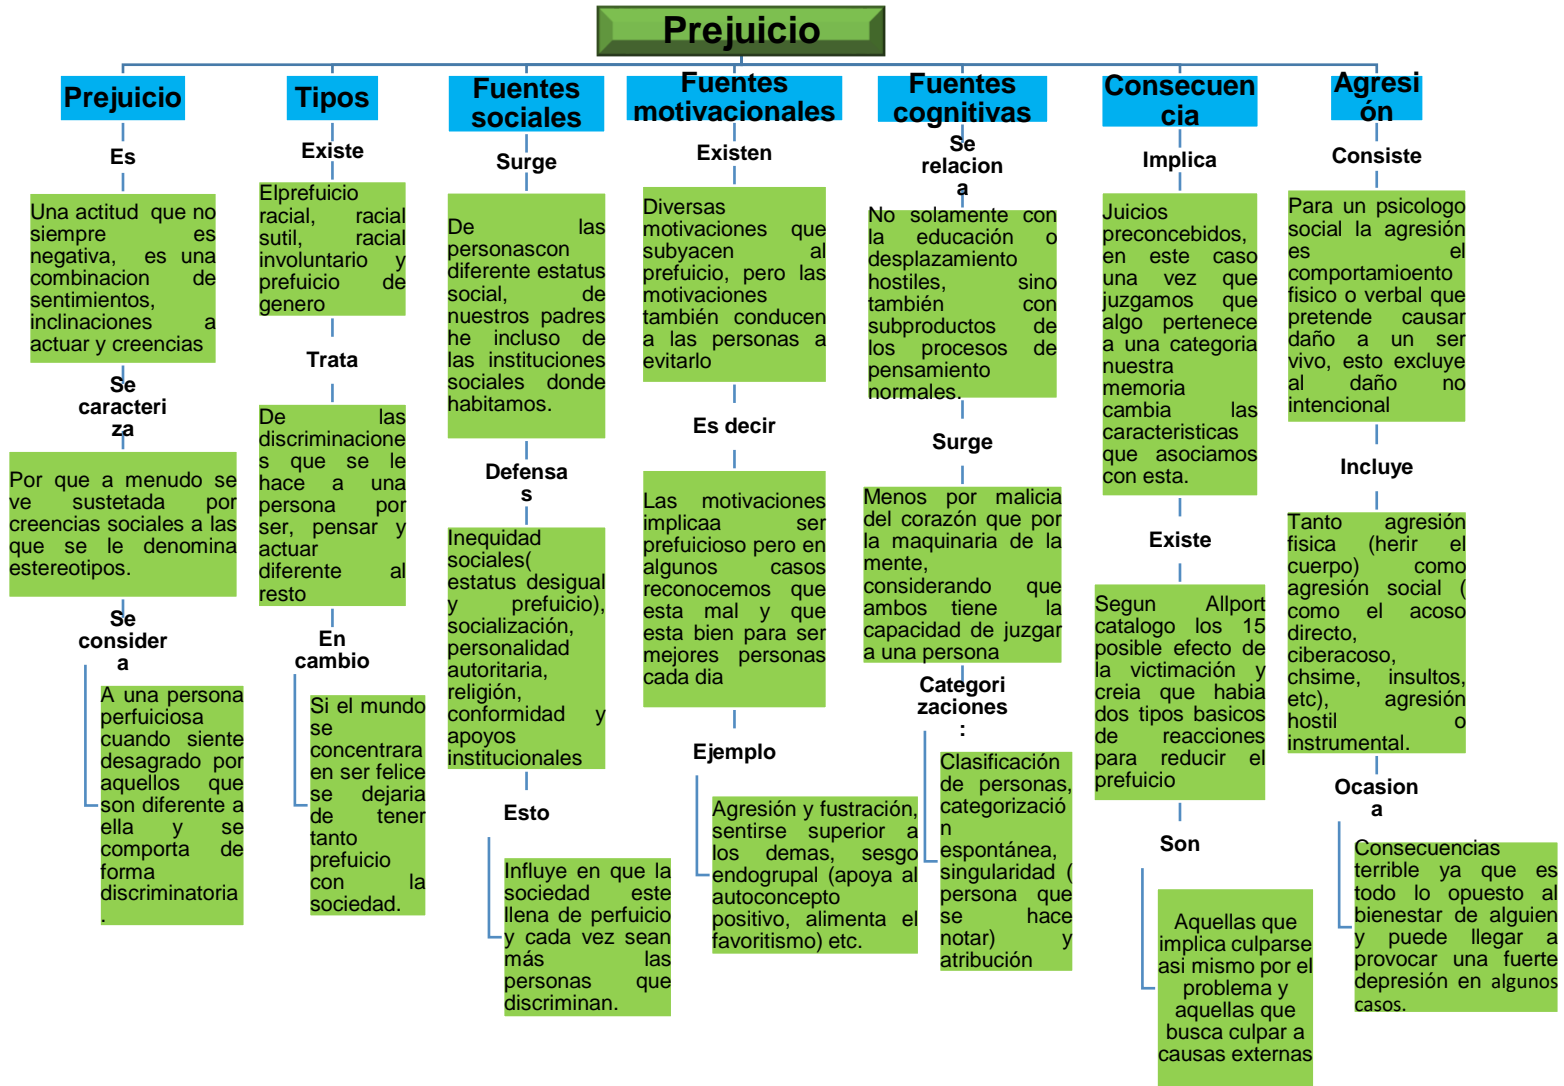 Prejuicio
Prejuicio
Es
Una actitud que no
siempre es
negativa, es una
combinacion de
sentimientos,
inclinaciones a
actuar y creencias
Se
caracteri
za
Por que a menudo se
ve sustetada por
creencias sociales a las
que se le denomina
estereotipos.
Se
consider
a
A una persona
perfuiciosa
cuando siente
desagrado por
aquellos que
son diferente a
ella y se
comporta de
forma
discriminatoria
.
Tipos
Existe
Elprefuicio
racial, racial
sutil, racial
involuntario y
prefuicio de
genero
Trata
De las
discriminacione
s que se le
hace a una
persona por
ser, pensar y
actuar
diferente al
resto
En
cambio
Si el mundo
se
concentrara
en ser felice
se dejaria
de tener
tanto
prefuicio
con la
sociedad.
Fuentes
sociales
Surge
De las
personascon
diferente estatus
social, de
nuestros padres
he incluso de
las instituciones
sociales donde
habitamos.
Defensa
s
Inequidad
sociales(
estatus desigual
y prefuicio),
socialización,
personalidad
autoritaria,
religión,
conformidad y
apoyos
institucionales
Esto
Influye en que la
sociedad este
llena de perfuicio
y cada vez sean
más las
personas que
discriminan.
Fuentes
motivacionales
Existen
Diversas
motivaciones que
subyacen al
prefuicio, pero las
motivaciones
también conducen
a las personas a
evitarlo
Es decir
Las motivaciones
implicaa ser
prefuicioso pero en
algunos casos
reconocemos que
esta mal y que
esta bien para ser
mejores personas
cada dia
Ejemplo
Agresión y fustración,
sentirse superior a
los demas, sesgo
endogrupal (apoya al
autoconcepto
positivo, alimenta el
favoritismo) etc.
Fuentes
cognitivas
Se
relacion
a
No solamente con
la educación o
desplazamiento
hostiles, sino
también con
subproductos de
los procesos de
pensamiento
normales.
Surge
Menos por malicia
del corazón que por
la maquinaria de la
mente,
considerando que
ambos tiene la
capacidad de juzgar
a una persona
Categori
zaciones
:
Clasificación
de personas,
categorizació
n
espontánea,
singularidad (
persona que
se hace
notar) y
atribución
Consecuen
cia
Implica
Juicios
preconcebidos,
en este caso
una vez que
juzgamos que
algo pertenece
a una categoria
nuestra
memoria
cambia las
caracteristicas
que asociamos
con esta.
Existe
Segun Allport
catalogo los 15
posible efecto de
la victimación y
creia que habia
dos tipos basicos
de reacciones
para reducir el
prefuicio
Son
Aquellas que
implica culparse
asi mismo por el
problema y
aquellas que
busca culpar a
causas externas
Agresi
ón
Consiste
Para un psicologo
social la agresión
es el
comportamioento
fisico o verbal que
pretende causar
daño a un ser
vivo, esto excluye
al daño no
intencional
Incluye
Tanto agresión
fisica (herir el
cuerpo) como
agresión social (
como el acoso
directo,
ciberacoso,
chsime, insultos,
etc), agresión
hostil o
instrumental.
Ocasion
a
Consecuencias
terrible ya que es
todo lo opuesto al
bienestar de alguien
y puede llegar a
provocar una fuerte
depresión en algunos
casos.